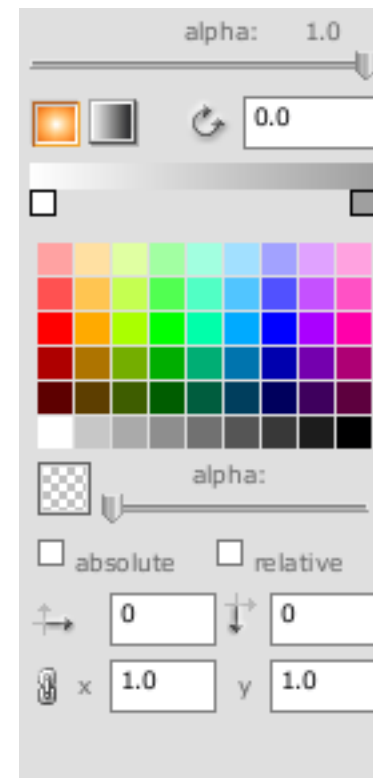 alpha: 1.0
0.0
alpha:
absolute relative
0 0
x 1.0 y 1.0